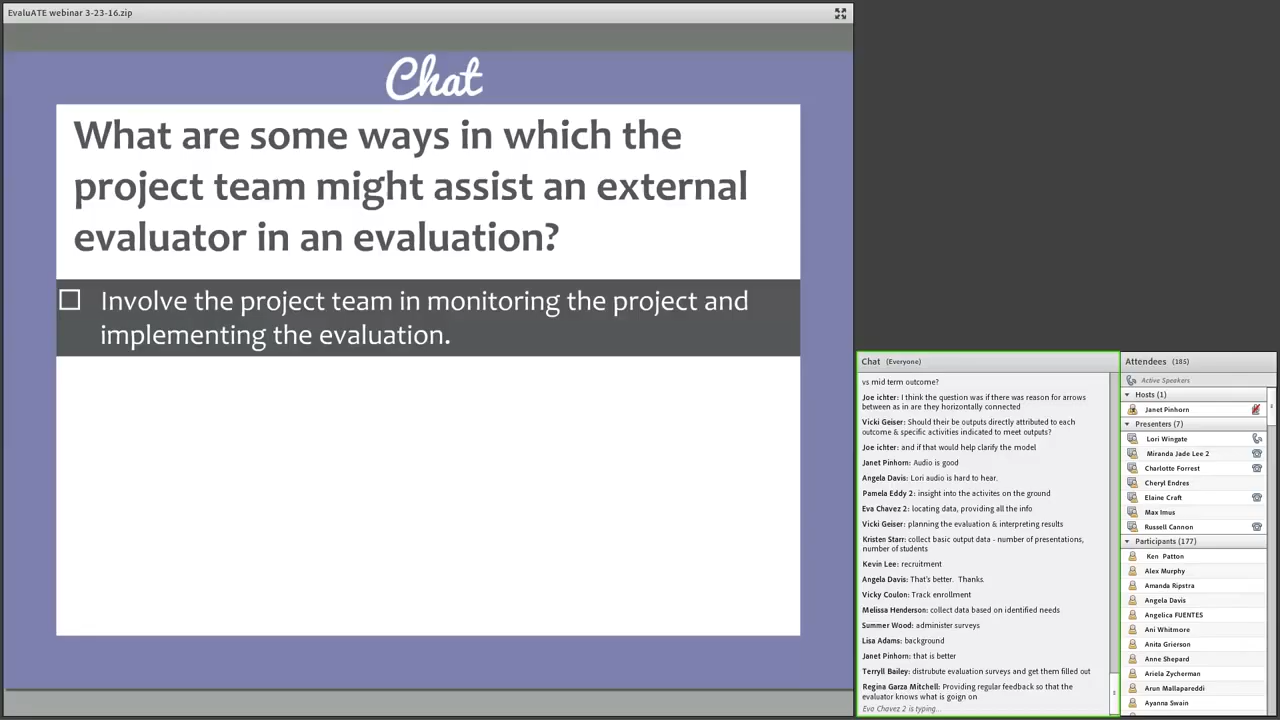 EvaluATE webinar 3-23-16.zip
Chat
What are some ways in which the
project team might assist an external
evaluator in an evaluation?
Involve the project team in monitoring the project and
implementing the evaluation.
Chat (Everyone)
vs mid term outcome?
Joe ichter: I think the question was if there was reason for arrows
between as in are they horizontally connected
Vicki Geiser: Should their be outputs directly attributed to each
outcome & specific activities indicated to meet outputs?
Joe ichter: and if that would help clarify the model
Janet Pinhorn: Audio is good
Angela Davis: Lori audio is hard to hear.
Pamela Eddy 2: insight into the activites on the ground
Eva Chavez 2: locating data, providing all the info
Vicki Geiser: planning the evaluation & interpreting results
Kristen Starr: collect basic output data - number of presentations,
number of students
Kevin Lee: recruitment
Angela Davis: That's better. Thanks.
Vicky Coulon: Track enrollment
Melissa Henderson: collect data based on identified needs
Summer Wood: administer surveys
Lisa Adams: background
Janet Pinhorn: that is better
Terryll Bailey: distrubute evaluation surveys and get them filled out
Regina Garza Mitchell: Providing regular feedback so that the
evaluator knows what is goign on
Eva Chavez 2 is typing...
Attendees (185)
Active Speakers
Hosts (1)
Janet Pinhorn
Presenters (7)
Lori Wingate
Miranda Jade Lee 2
Charlotte Forrest
Cheryl Endres
Elaine Craft
Max Imus
Russell Cannon
Participants (177)
Ken Patton
Alex Murphy
Amanda Ripstra
Angela Davis
Angelica FUENTES
Ani Whitmore
Anita Grierson
Anne Shepard
Ariela Zycherman
Arun Mallapareddi
Ayanna Swain